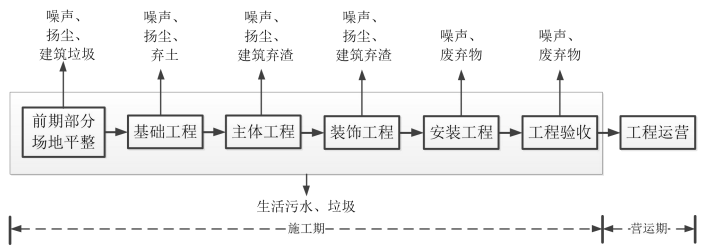 噪声、
扬尘、
建筑垃圾
噪声、
扬尘、
弃土
噪声、
扬尘、
建筑弃渣
噪声、
扬尘、
建筑弃渣
噪声、
废弃物
噪声、
废弃物
前期部分
场地平整
基础工程
主体工程
装饰工程
安装工程
工程验收
工程运营
生活污水、垃圾
施工期
营运期